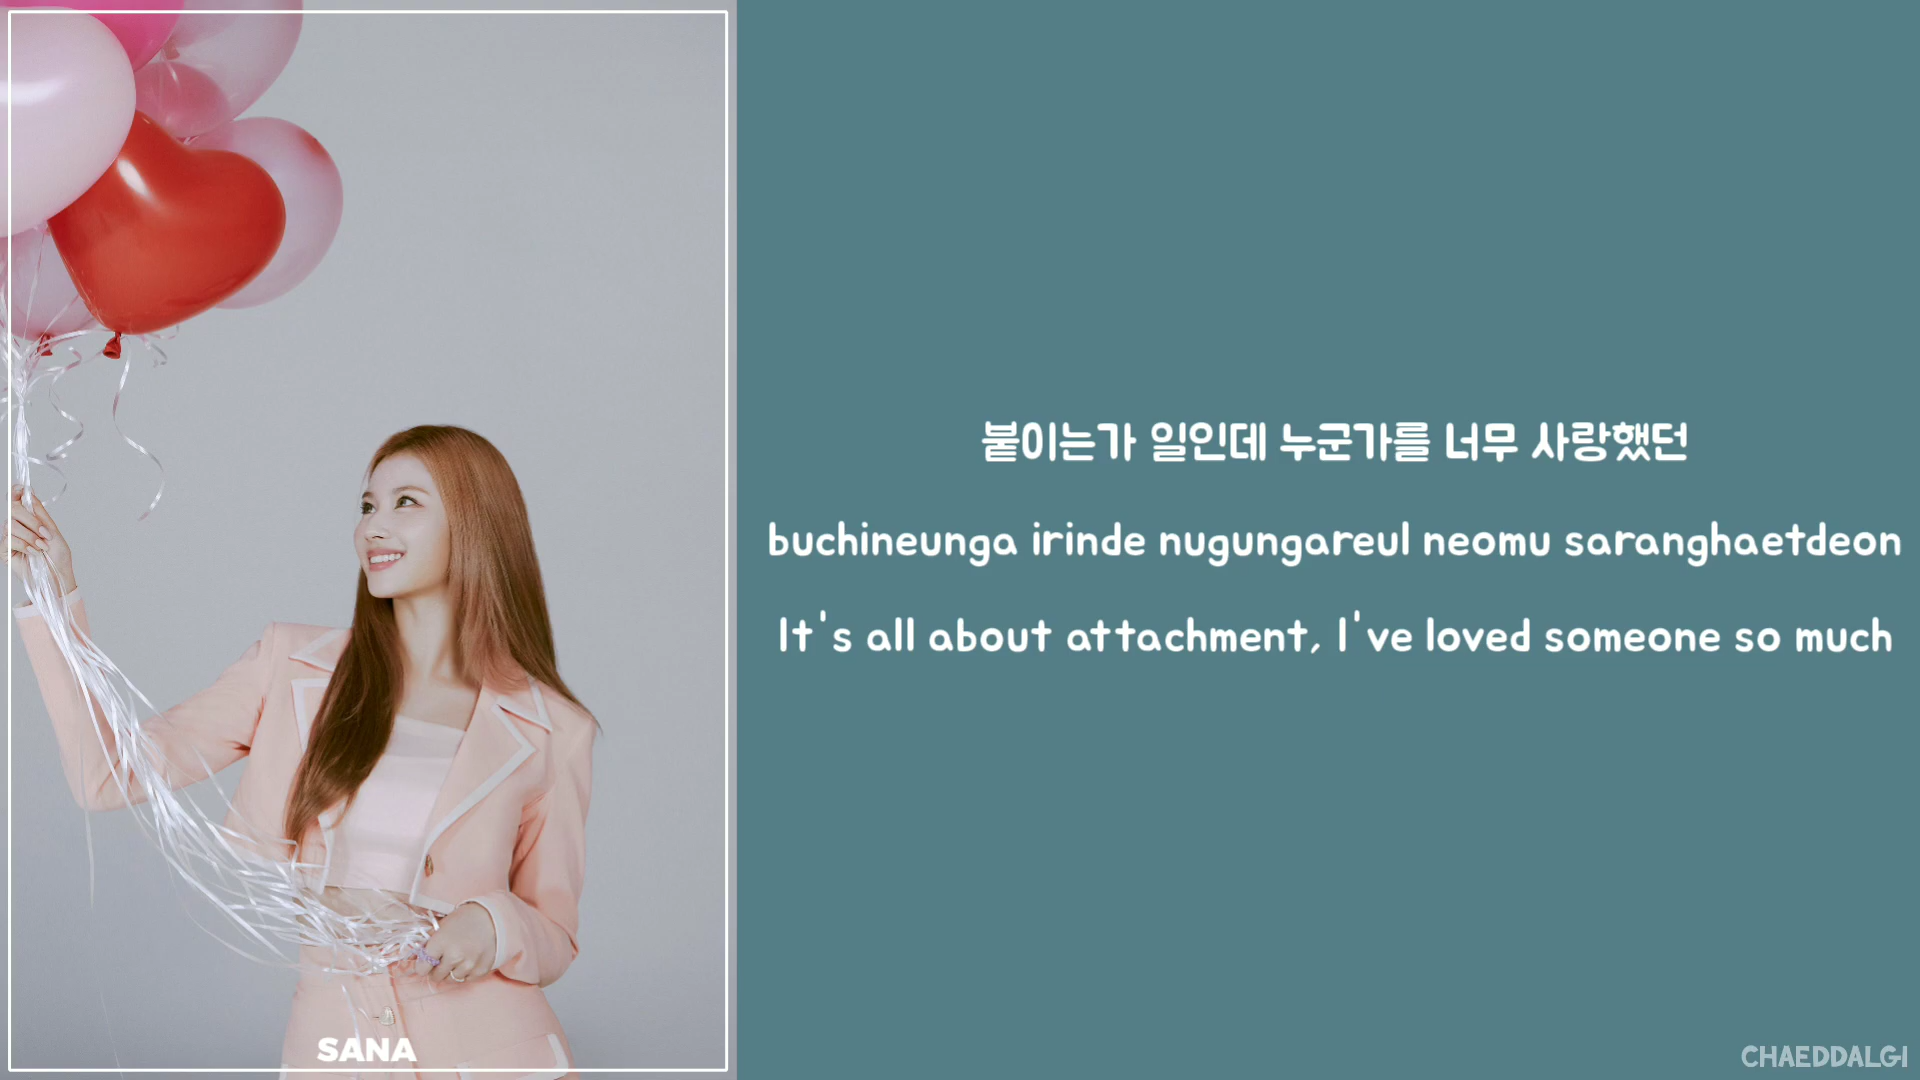 붙이는가 일인데 누군가를 너무 사랑했던
buchineunga irinde nugungareul neomu saranghaetdeon
It's all about attachment, I've loved someone so much
SANA
CHAEDDALGI